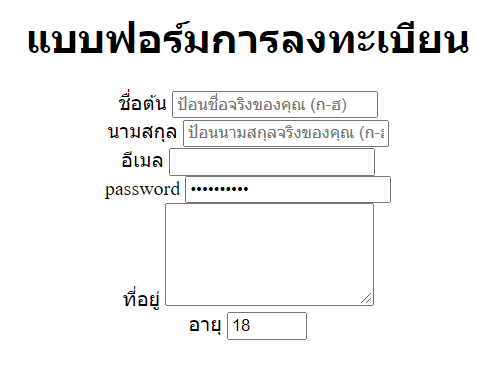 แบบฟอร์มการลงทะเบียน
ชื่อต้น ป้อนชื่อจริงของคุณ (ก-ฮ)
นามสกุล ป้อนนามสกุลจริงของคุณ (ก-
อีเมล
password ••••••••••
ที่อยู่
อายุ 18